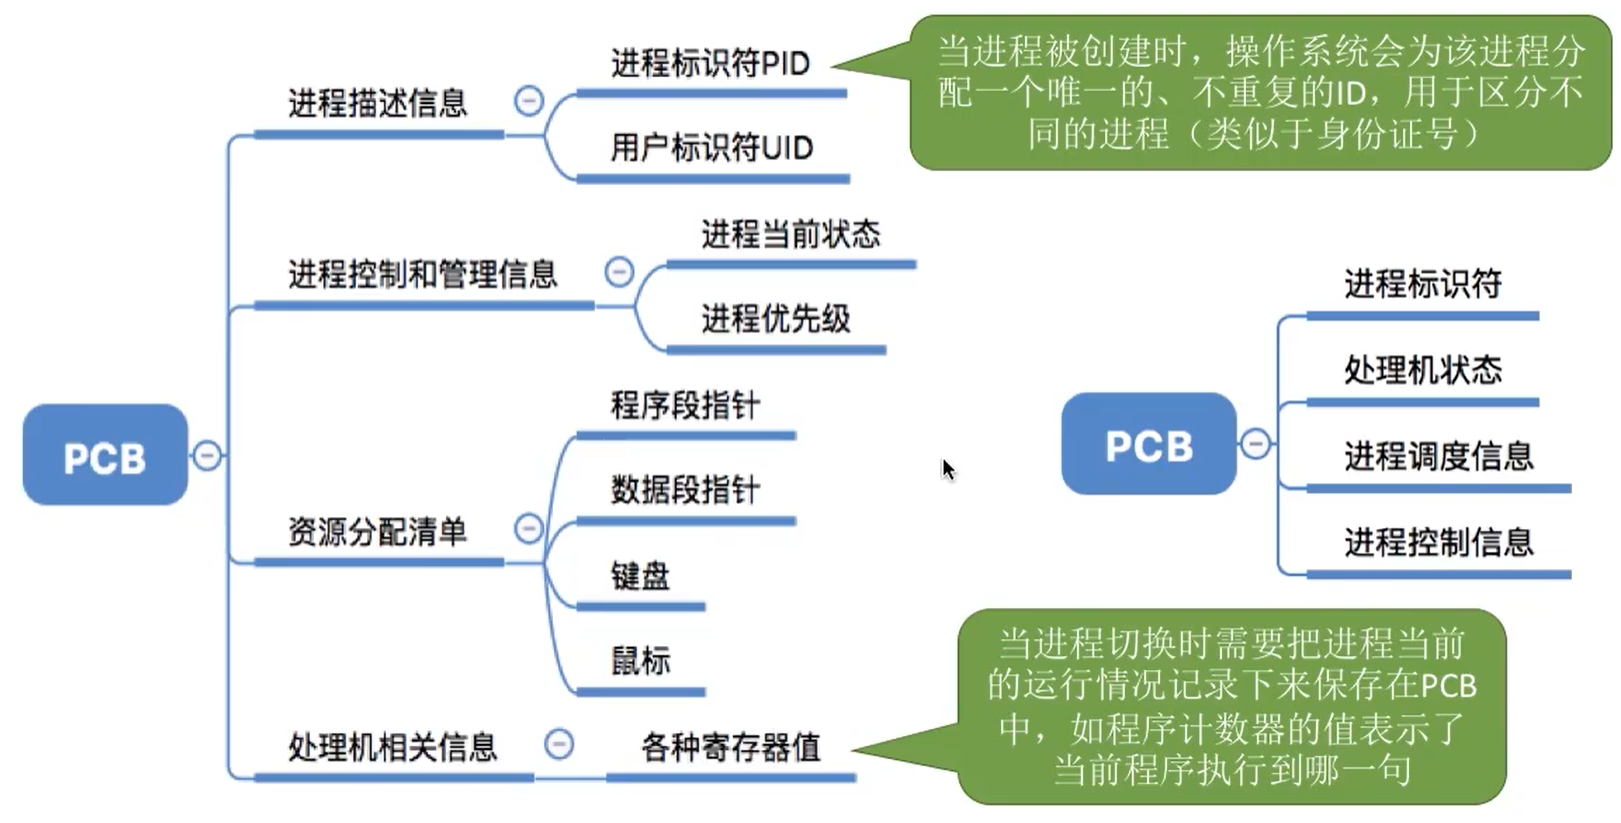 PCB
进程描述信息
进程标识符PID
用户标识符UID
当进程被创建时，操作系统会为该进程分
配一个唯一的、不重复的ID，用于区分不
同的进程（类似于身份证号）
进程控制和管理信息
进程当前状态
进程优先级
资源分配清单
程序段指针
数据段指针
键盘
鼠标
处理机相关信息
各种寄存器值
当进程切换时需要把进程当前
的运行情况记录下来保存在PCB
中，如程序计数器的值表示了
当前程序执行到哪一句
PCB
进程标识符
处理机状态
进程调度信息
进程控制信息